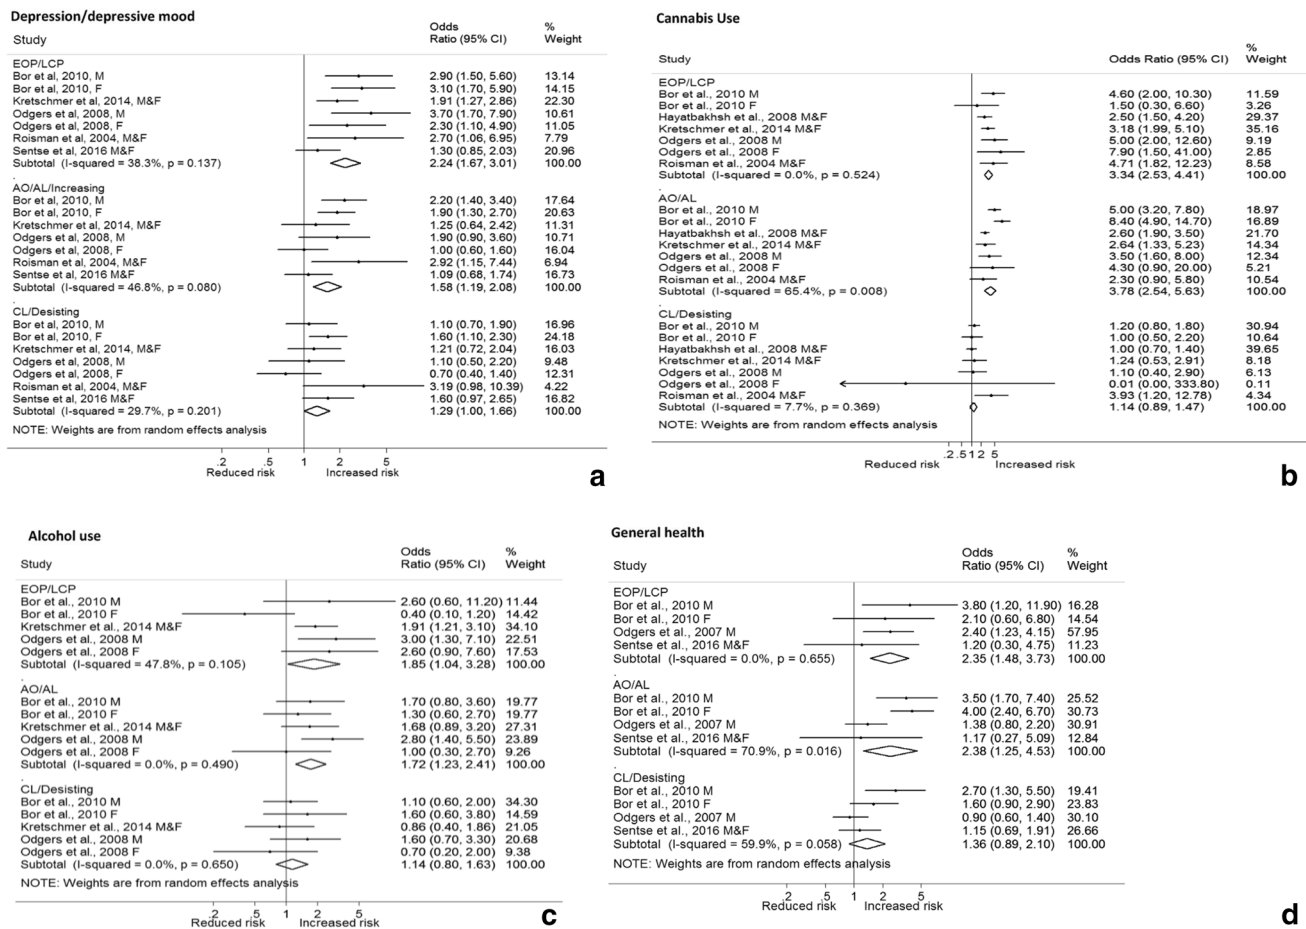 Depression/depressive mood
Study Odds Ratio (95% CI) % Weight
EOP/LCP
Bor et al, 2010, M 2.90 (1.50, 5.60) 13.14
Bor et al, 2010, F 3.10 (1.70, 5.90) 14.15
Kretschmer et al 2014, M&F 1.91 (1.27, 2.86) 22.30
Odgers et al 2008, M 3.70 (1.70, 7.90) 10.61
Odgers et al, 2008, F 2.30 (1.10, 4.90) 11.05
Roisman et al 2004, M&F 2.70 (1.06, 6.95) 7.79
Sentse et al, 2016 M&F 1.30 (0.85, 2.03) 20.96
Subtotal (I-squared = 38.3%, p = 0.137) 2.24 (1.67, 3.01) 100.00
.
AO/AL/Increasing
Bor et al, 2010, M 2.20 (1.40, 3.40) 17.64
Bor et al, 2010, F 1.90 (1.30, 2.70) 20.63
Kretschmer et al, 2014, M&F 1.25 (0.64, 2.42) 11.31
Odgers et al, 2008, M 1.90 (0.90, 3.60) 10.71
Odgers et al, 2008, F 1.00 (0.60, 1.60) 16.04
Roisman et al, 2004, M&F 2.92 (1.15, 7.44) 6.94
Sentse et al, 2016 M&F 1.09 (0.68, 1.74) 16.73
Subtotal (I-squared = 46.8%, p = 0.080) 1.58 (1.19, 2.08) 100.00
.
CL/Desisting
Bor et al, 2010, M 1.10 (0.70, 1.90) 16.96
Bor et al, 2010, F 1.60 (1.10, 2.30) 24.18
Kretschmer et al, 2014, M&F 1.21 (0.72, 2.04) 16.03
Odgers et al, 2008, M 1.10 (0.50, 2.20) 9.48
Odgers et al, 2008, F 0.70 (0.40, 1.40) 12.31
Roisman et al, 2004, M&F 3.19 (0.98, 10.39) 4.22
Sentse et al, 2016 M&F 1.60 (0.97, 2.65) 16.82
Subtotal (I-squared = 29.7%, p = 0.201) 1.29 (1.00, 1.66) 100.00
NOTE: Weights are from random effects analysis
.2 .5 1 2 5
Reduced risk Increased risk
a
Cannabis Use
Study Odds Ratio (95% CI) % Weight
EOP/LCP
Bor et al., 2010 M 4.60 (2.00, 10.30) 11.59
Bor et al., 2010 F 1.50 (0.30, 6.60) 3.26
Hayatbakhsh et al., 2008 M&F 2.50 (1.50, 4.20) 29.37
Kretschmer et al., 2014 M&F 3.18 (1.99, 5.10) 35.16
Odgers et al., 2008 M 5.00 (2.00, 12.60) 9.19
Odgers et al., 2008 F 7.90 (1.50, 41.00) 2.85
Roisman et al., 2004 M&F 4.71 (1.82, 12.23) 8.58
Subtotal (I-squared = 0.0%, p = 0.524) 3.34 (2.53, 4.41) 100.00
.
AO/AL
Bor et al., 2010 M 5.00 (3.20, 7.80) 18.97
Bor et al., 2010 F 8.40 (4.90, 14.70) 16.89
Hayatbakhsh et al., 2008 M&F 2.60 (1.90, 3.50) 21.70
Kretschmer et al., 2014 M&F 2.64 (1.33, 5.23) 14.34
Odgers et al., 2008 M 3.50 (1.60, 8.00) 12.34
Odgers et al., 2008 F 4.30 (0.90, 20.00) 5.21
Roisman et al., 2004 M&F 2.30 (0.90, 5.80) 10.54
Subtotal (I-squared = 65.4%, p = 0.008) 3.78 (2.54, 5.63) 100.00
.
CL/Desisting
Bor et al., 2010 M 1.20 (0.80, 1.80) 30.94
Bor et al., 2010 F 1.00 (0.50, 2.20) 10.64
Hayatbakhsh et al., 2008 M&F 1.00 (0.70, 1.40) 39.65
Kretschmer et al., 2014 M&F 1.24 (0.53, 2.91) 8.18
Odgers et al., 2008 M 1.10 (0.40, 2.90) 6.13
Odgers et al., 2008 F 0.01 (0.00, 333.80) 0.11
Roisman et al., 2004 M&F 3.93 (1.20, 12.78) 4.34
Subtotal (I-squared = 7.7%, p = 0.369) 1.14 (0.89, 1.47) 100.00
NOTE: Weights are from random effects analysis
.2 .5 1 2 5
Reduced risk Increased risk
b
Alcohol use
Study Odds Ratio (95% CI) % Weight
EOP/LCP
Bor et al., 2010 M 2.60 (0.60, 11.20) 11.44
Bor et al., 2010 F 0.40 (0.10, 1.20) 14.42
Kretschmer et al., 2014 M&F 1.91 (1.21, 3.10) 34.10
Odgers et al., 2008 M 3.00 (1.30, 7.10) 22.51
Odgers et al., 2008 F 2.60 (0.90, 7.60) 17.53
Subtotal (I-squared = 47.8%, p = 0.105) 1.85 (1.04, 3.28) 100.00
.
AO/AL
Bor et al., 2010 M 1.70 (0.80, 3.60) 19.77
Bor et al., 2010 F 1.30 (0.60, 2.70) 19.77
Kretschmer et al., 2014 M&F 1.68 (0.89, 3.20) 27.31
Odgers et al., 2008 M 2.80 (1.40, 5.50) 23.89
Odgers et al., 2008 F 1.00 (0.30, 2.70) 9.26
Subtotal (I-squared = 0.0%, p = 0.490) 1.72 (1.23, 2.41) 100.00
.
CL/Desisting
Bor et al., 2010 M 1.10 (0.60, 2.00) 34.30
Bor et al., 2010 F 1.60 (0.60, 3.80) 14.59
Kretschmer et al., 2014 M&F 0.86 (0.40, 1.86) 21.05
Odgers et al., 2008 M 1.60 (0.70, 3.30) 20.68
Odgers et al., 2008 F 0.70 (0.20, 2.00) 9.38
Subtotal (I-squared = 0.0%, p = 0.650) 1.14 (0.80, 1.63) 100.00
NOTE: Weights are from random effects analysis
.2 .5 1 2 5
Reduced risk Increased risk
c
General health
Study Odds Ratio (95% CI) % Weight
EOP/LCP
Bor et al., 2010 M 3.80 (1.20, 11.90) 16.28
Bor et al., 2010 F 2.10 (0.60, 6.80) 14.54
Odgers et al., 2007 M 2.40 (1.23, 4.15) 57.95
Sentse et al., 2016 M&F 1.20 (0.30, 4.75) 11.23
Subtotal (I-squared = 0.0%, p = 0.655) 2.35 (1.48, 3.73) 100.00
.
AO/AL
Bor et al., 2010 M 3.50 (1.70, 7.40) 25.52
Bor et al., 2010 F 4.00 (2.40, 6.70) 30.73
Odgers et al., 2007 M 1.38 (0.80, 2.20) 30.91
Sentse et al., 2016 M&F 1.17 (0.27, 5.09) 12.84
Subtotal (I-squared = 70.9%, p = 0.016) 2.38 (1.25, 4.53) 100.00
.
CL/Desisting
Bor et al., 2010 M 2.70 (1.30, 5.50) 19.41
Bor et al., 2010 F 1.60 (0.90, 2.90) 23.83
Odgers et al., 2007 M 0.90 (0.60, 1.40) 30.10
Sentse et al., 2016 M&F 1.15 (0.69, 1.91) 26.66
Subtotal (I-squared = 59.9%, p = 0.058) 1.36 (0.89, 2.10) 100.00
NOTE: Weights are from random effects analysis
.2 .5 1 2 5
Reduced risk Increased risk
d